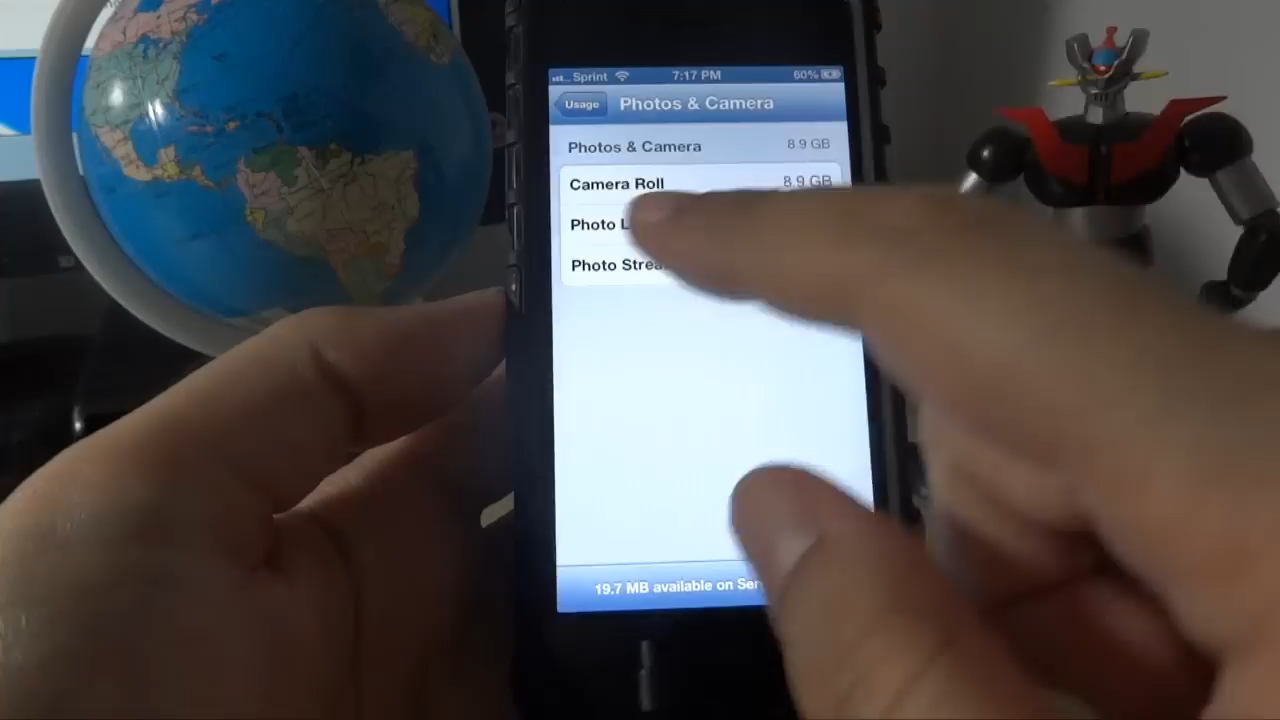 Sprint 7:17 PM 60%
Usage Photos & Camera
Photos & Camera 8.9 GB
Camera Roll 8.9 GB
Photo L
Photo Strea
19.7 MB available on Ser